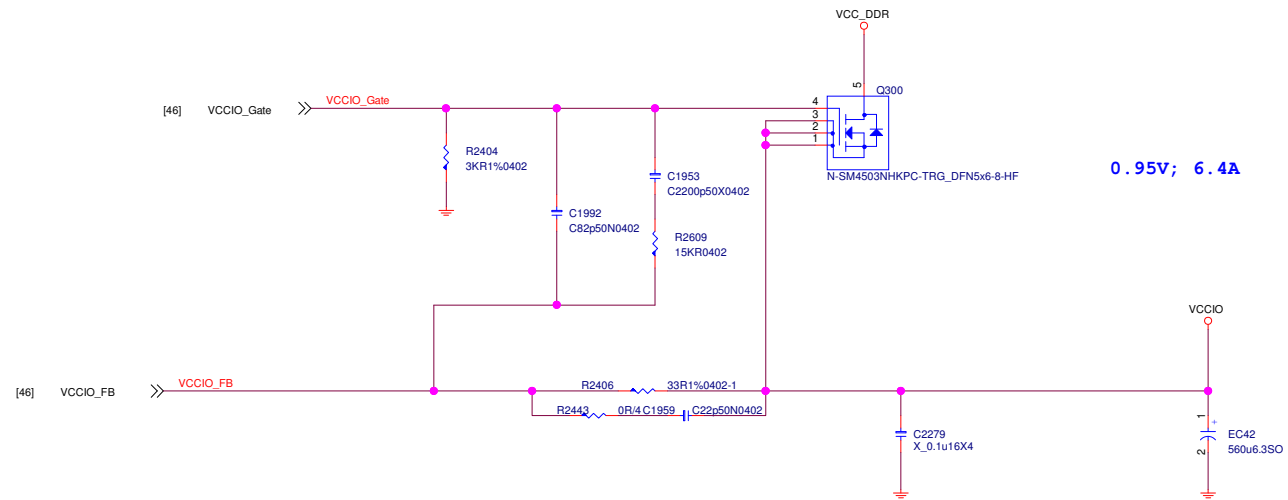 VCC_DDR
5
Q300
[46] VCCIO_Gate VCCIO_Gate
4
3
2
1
N-SM4503NHKPC-TRG_DFN5x6-8-HF
0.95V; 6.4A
R2404
3KR1%0402
C1953
C2200p50X0402
C1992
C82p50N0402
R2609
15KR0402
VCCIO
[46] VCCIO_FB VCCIO_FB
R2406 33R1%0402-1
R2443 0R/4 C1959 C22p50N0402
C2279
X_0.1u16X4
1
+
2
EC42
560u6.3SO